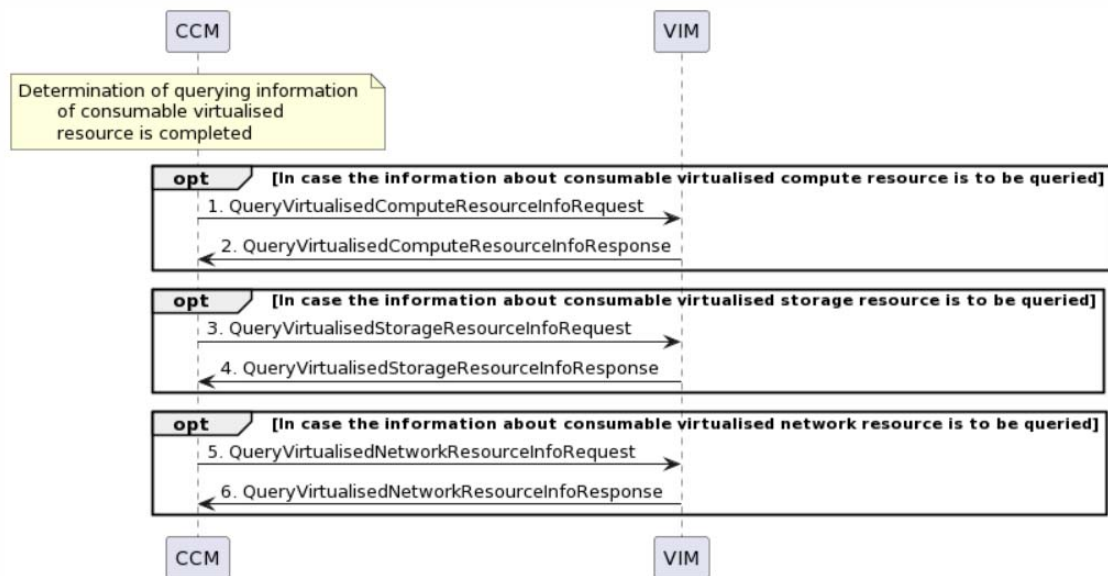 CCM VIM
Determination of querying information
of consumable virtualised
resource is completed
opt [In case the information about consumable virtualised compute resource is to be queried]
1. QueryVirtualisedComputeResourceInfoRequest
2. QueryVirtualisedComputeResourceInfoResponse
opt [In case the information about consumable virtualised storage resource is to be queried]
3. QueryVirtualisedStorageResourceInfoRequest
4. QueryVirtualisedStorageResourceInfoResponse
opt [In case the information about consumable virtualised network resource is to be queried]
5. QueryVirtualisedNetworkResourceInfoRequest
6. QueryVirtualisedNetworkResourceInfoResponse
CCM VIM